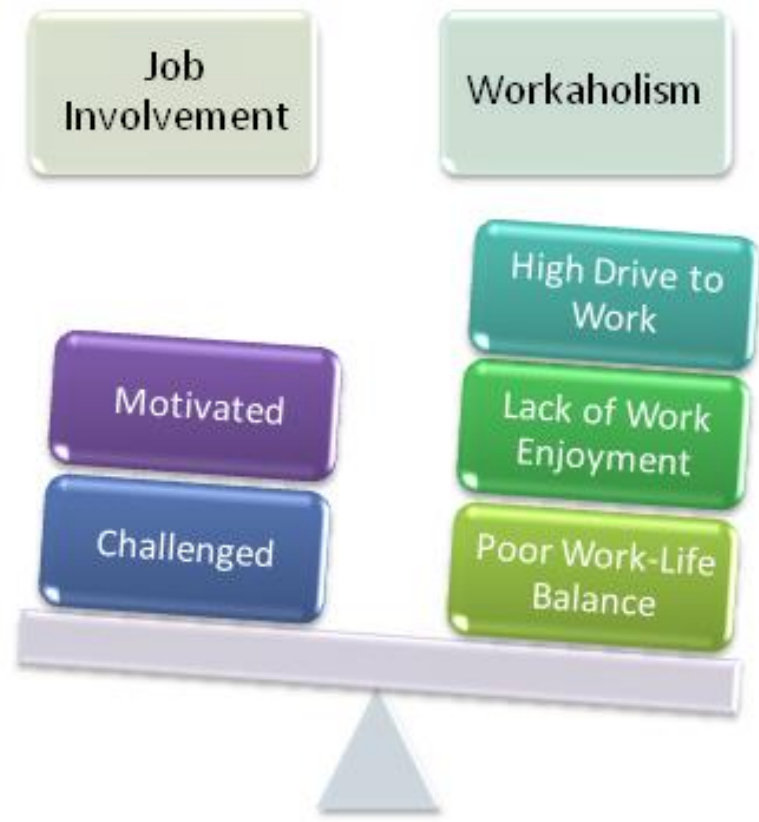 Job
Involvement
Workaholism
Motivated
Challenged
High Drive to
Work
Lack of Work
Enjoyment
Poor Work-Life
Balance